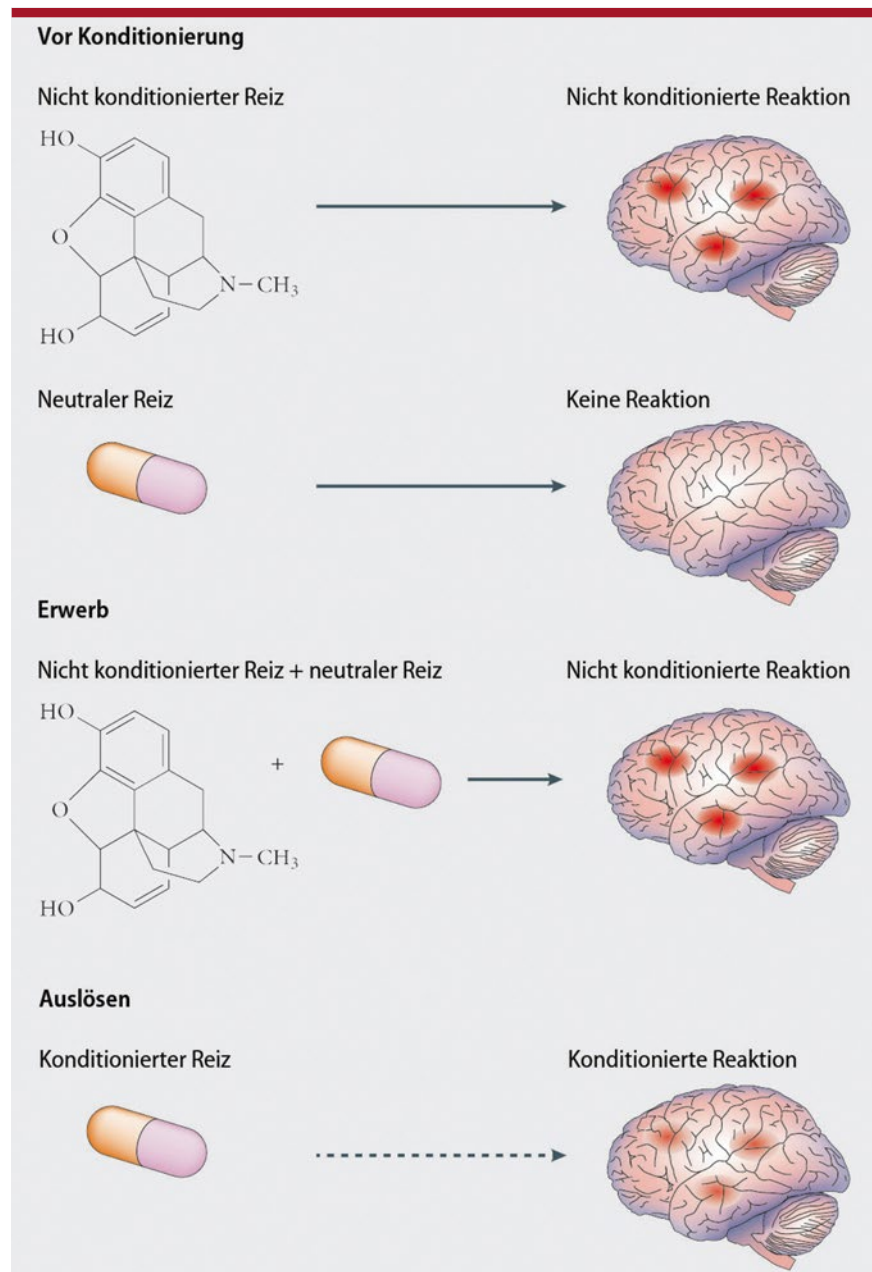 Vor Konditionierung
Nicht konditionierter Reiz
Nicht konditionierte Reaktion
HO
O
N–CH3
HO
Neutraler Reiz
Keine Reaktion
Erwerb
Nicht konditionierter Reiz + neutraler Reiz
Nicht konditionierte Reaktion
HO
+
O
N–CH3
HO
Auslösen
Konditionierter Reiz
Konditionierte Reaktion